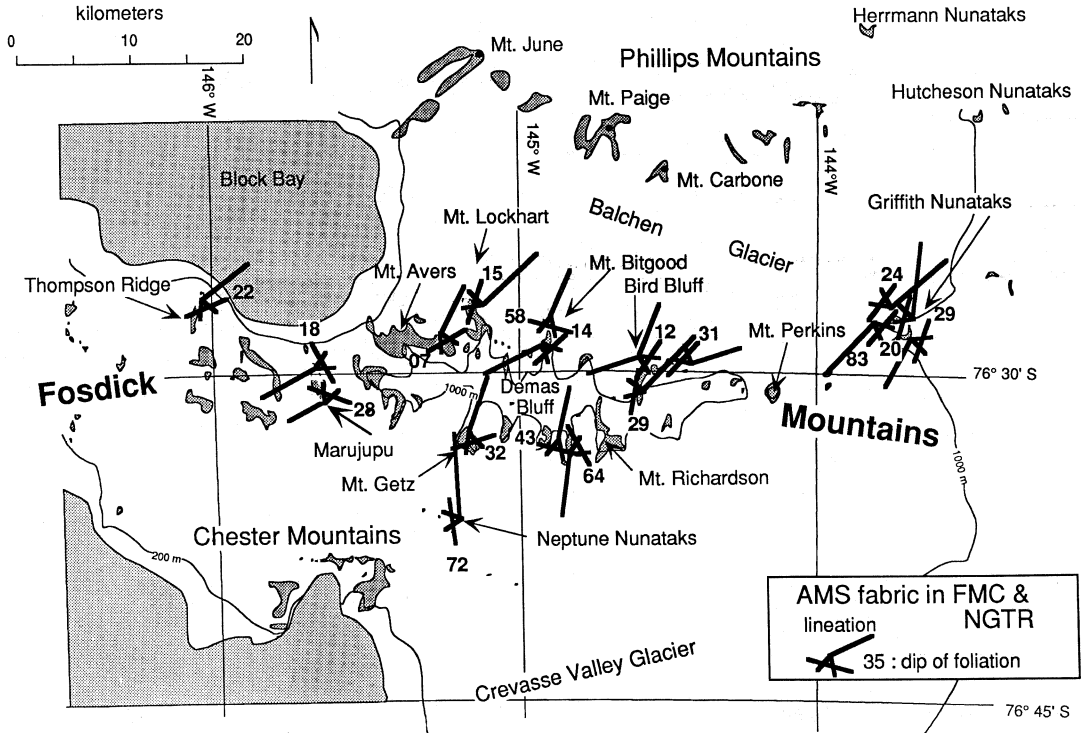 kilometers
0 10 20
146° W
Mt. June
Phillips Mountains
Herrmann Nunataks
Mt. Paige
Hutcheson Nunataks
145° W
144°W
Block Bay
Mt. Carbone
Mt. Lockhart
Balchen
Glacier
Griffith Nunataks
Mt. Avers
15
Mt. Bitgood
Bird Bluff
24
Thompson Ridge
22
18
58
14
12
31
29
Mt. Perkins
20
83
07
76° 30' S
Fosdick
1000 m
Demas
Bluff
28
29
Mountains
Marujupu
32
43
64
Mt. Getz
Mt. Richardson
1000 m
Chester Mountains
Neptune Nunataks
200 m
72
AMS fabric in FMC &
NGTR
lineation
35 : dip of foliation
Crevasse Valley Glacier
76° 45' S